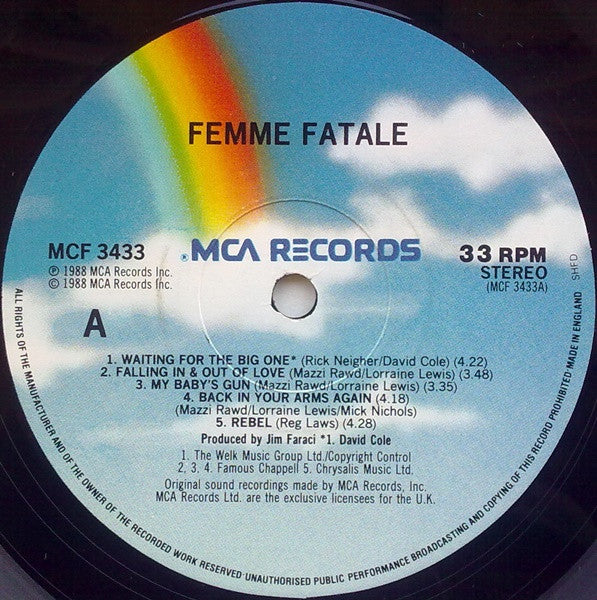 FEMME FATALE
MCF 3433
℗ 1988 MCA Records Inc.
© 1988 MCA Records Inc.
® MCA RECORDS
33 RPM
STEREO
(MCF 3433A)
SHED
A
1. WAITING FOR THE BIG ONE* (Rick Neigher/David Cole) (4.22)
2. FALLING IN & OUT OF LOVE (Mazzi Rawd/Lorraine Lewis) (3.48)
3. MY BABY'S GUN (Mazzi Rawd/Lorraine Lewis) (3.35)
4. BACK IN YOUR ARMS AGAIN (4.18)
(Mazzi Rawd/Lorraine Lewis/Mick Nichols)
5. REBEL (Reg Laws) (4.28)
Produced by Jim Faraci *1. David Cole
1. The Welk Music Group Ltd./Copyright Control
2, 3. 4. Famous Chappell 5. Chrysalis Music Ltd.
Original sound recordings made by MCA Records, Inc.
MCA Records Ltd. are the exclusive licensees for the U.K.
ALL RIGHTS OF THE MANUFACTURER AND OF THE OWNER OF THE RECORDED WORK RESERVED·UNAUTHORISED PUBLIC PERFORMANCE BROADCASTING AND COPYING OF THIS RECORD PROHIBITED MADE IN ENGLAND